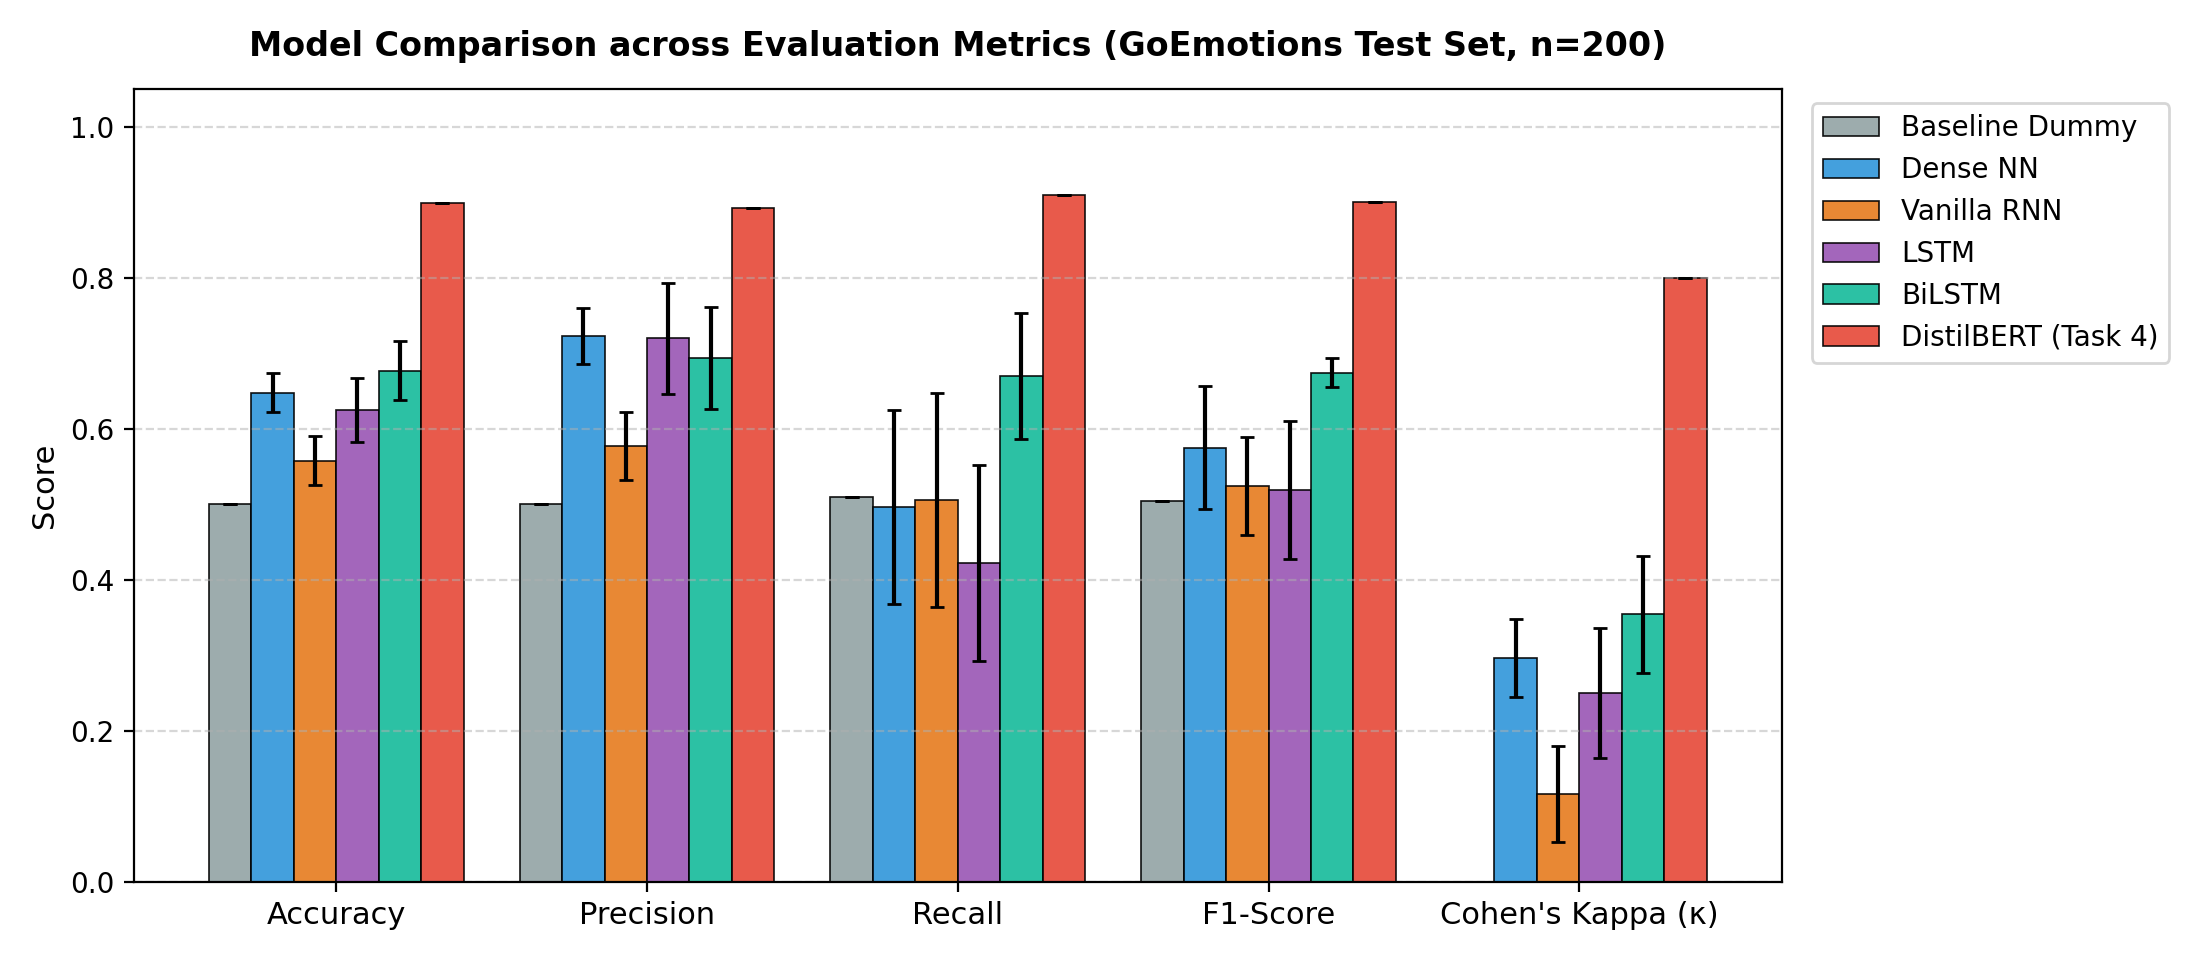 Model Comparison across Evaluation Metrics (GoEmotions Test Set, n=200)
1.0
0.8
0.6
0.4
0.2
0.0
Score
Accuracy
Precision
Recall
F1-Score
Cohen's Kappa (κ)
Baseline Dummy
Dense NN
Vanilla RNN
LSTM
BiLSTM
DistilBERT (Task 4)